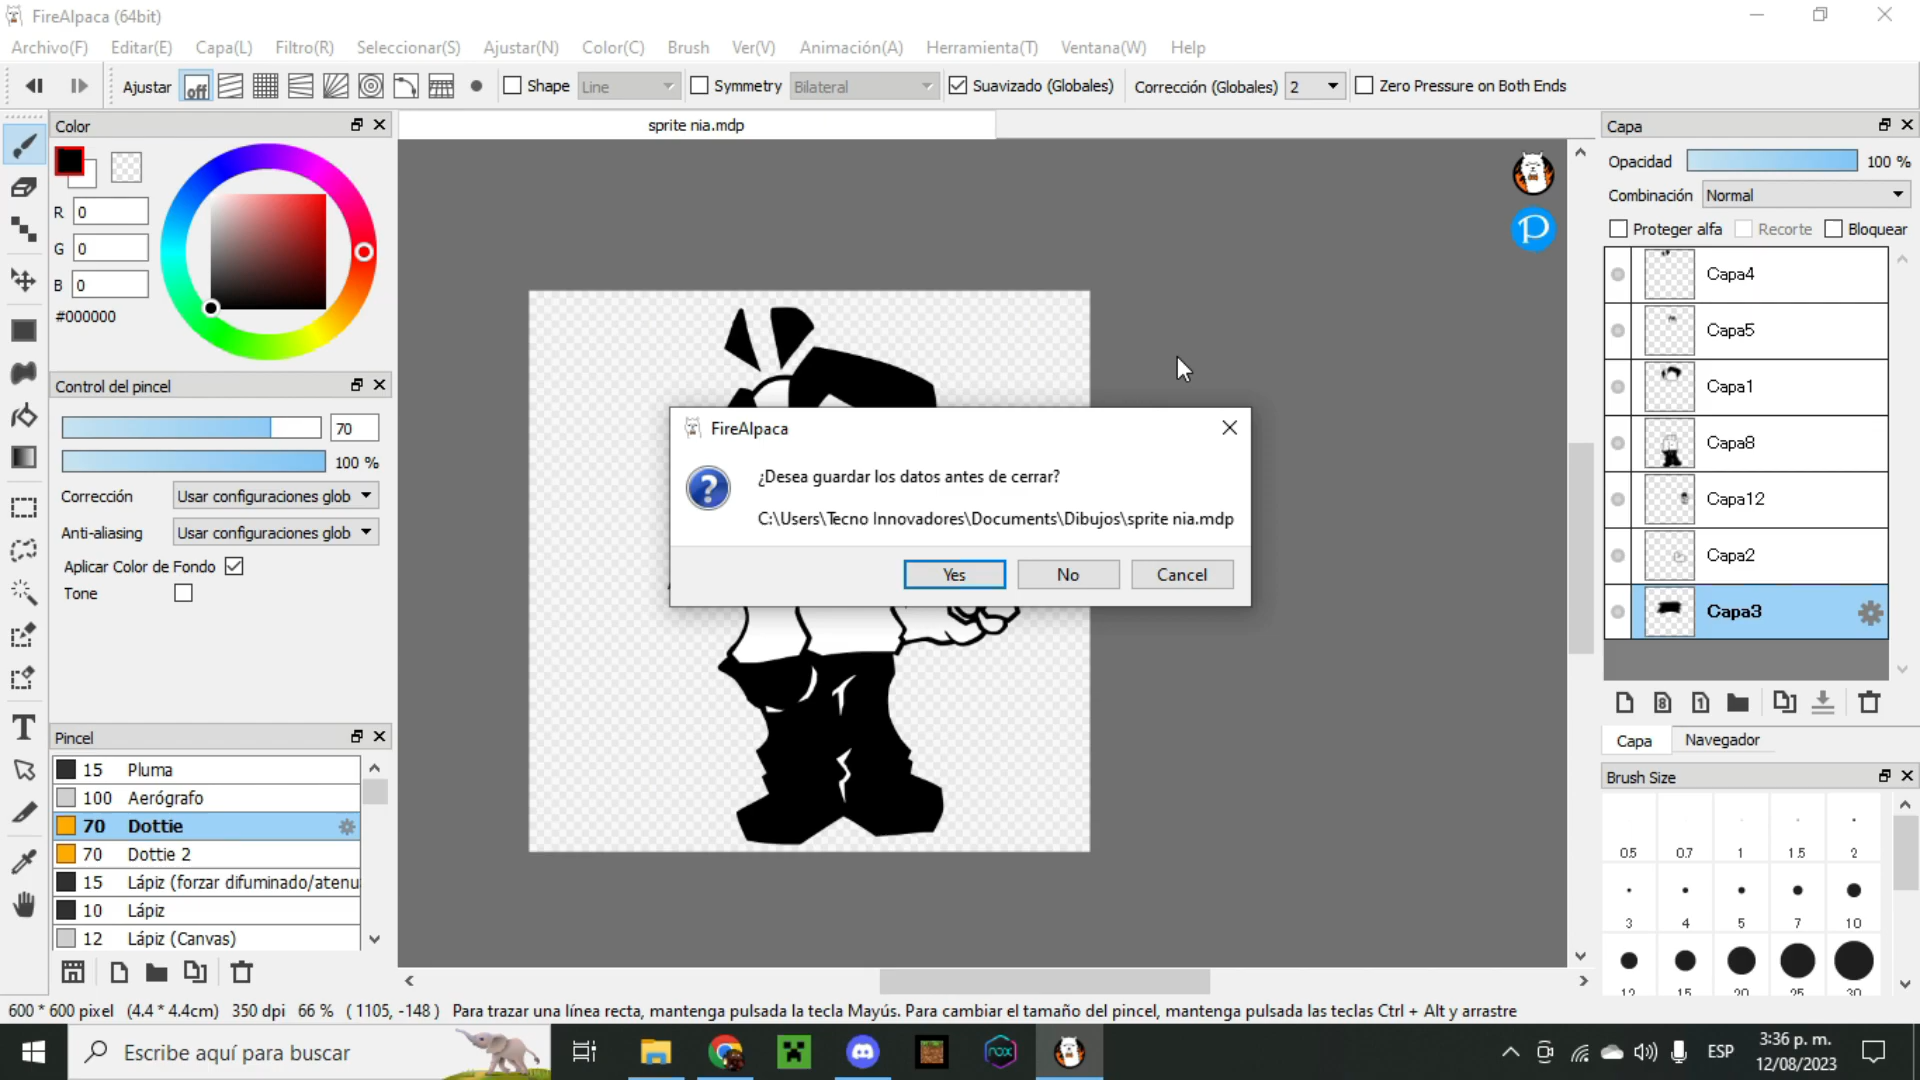 FireAlpaca (64bit)
Archivo(F) Editar(E) Capa(L) Filtro(R) Seleccionar(S) Ajustar(N) Color(C) Brush Ver(V) Animación(A) Herramienta(T) Ventana(W) Help
Ajustar off Shape Line Symmetry Bilateral Suavizado (Globales) Corrección (Globales) 2 Zero Pressure on Both Ends
Color
sprite nia.mdp
R 0
G 0
B 0
#000000
Control del pincel
70
100 %
Corrección Usar configuraciones glob
Anti-aliasing Usar configuraciones glob
Aplicar Color de Fondo
Tone
Pincel
15 Pluma
100 Aerógrafo
70 Dottie
70 Dottie 2
15 Lápiz (forzar difuminado/atenu
10 Lápiz
12 Lápiz (Canvas)
FireAlpaca
¿Desea guardar los datos antes de cerrar?
C:\Users\Tecno Innovadores\Documents\Dibujos\sprite nia.mdp
Yes No Cancel
P
Capa
Opacidad 100 %
Combinación Normal
Proteger alfa Recorte Bloquear
Capa4
Capa5
Capa1
Capa8
Capa12
Capa2
Capa3
8 1
Capa Navegador
Brush Size
0.5 0.7 1 1.5 2
3 4 5 7 10
12 15 20 25 30
T
600 * 600 pixel (4.4 * 4.4cm) 350 dpi 66 % ( 1105, -148 ) Para trazar una línea recta, mantenga pulsada la tecla Mayús. Para cambiar el tamaño del pincel, mantenga pulsada las teclas Ctrl + Alt y arrastre
Escribe aquí para buscar
nox
ESP
3:36 p. m.
12/08/2023